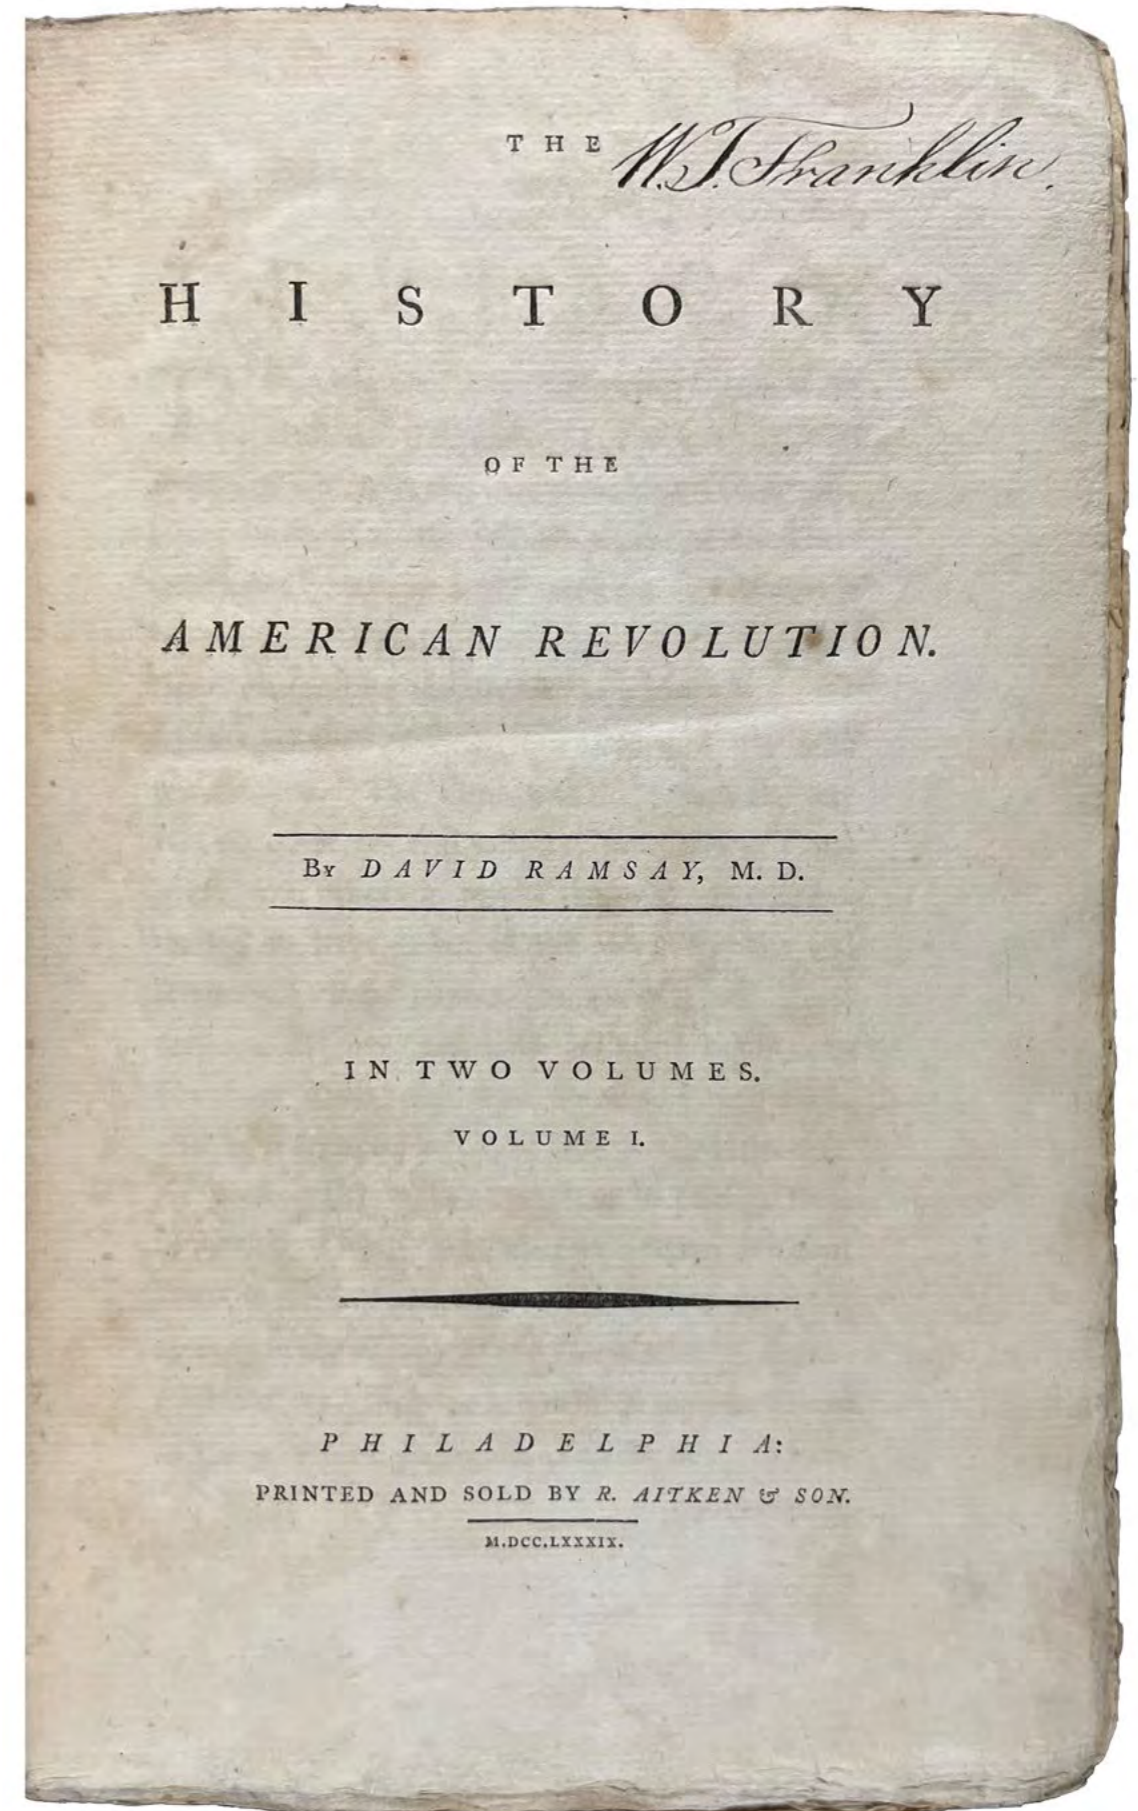 THE W.T. Franklin.
HISTORY
OF THE
AMERICAN REVOLUTION.
By DAVID RAMSAY, M. D.
IN TWO VOLUMES.
VOLUME I.
PHILADELPHIA:
PRINTED AND SOLD BY R. AITKEN & SON.
M.DCC.LXXXIX.